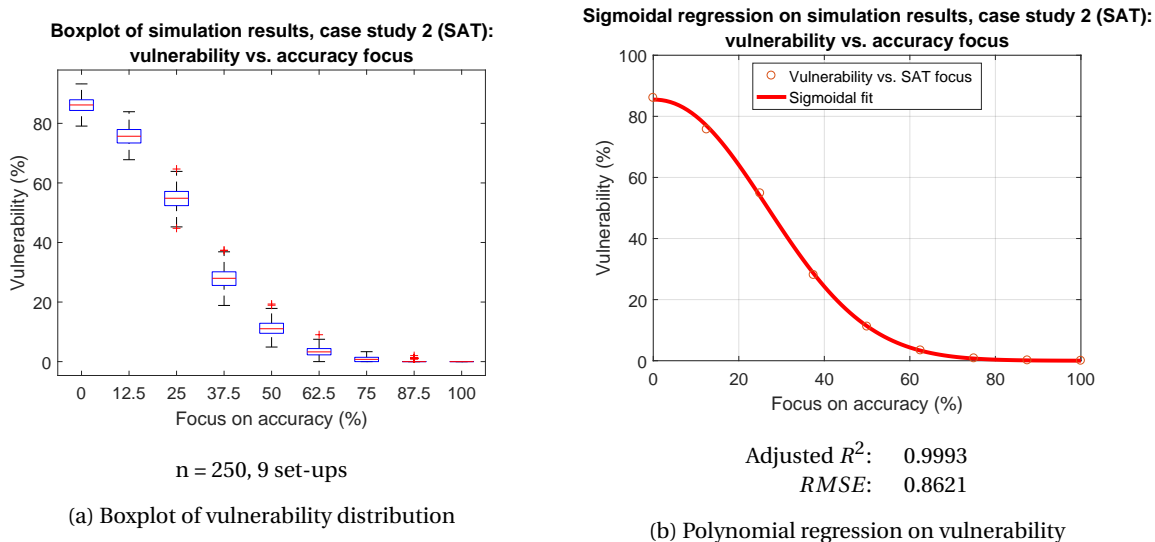 Boxplot of simulation results, case study 2 (SAT):
vulnerability vs. accuracy focus
Vulnerability (%)
80
60
40
20
0
0 12.5 25 37.5 50 62.5 75 87.5 100
Focus on accuracy (%)
n = 250, 9 set-ups
(a) Boxplot of vulnerability distribution
Sigmoidal regression on simulation results, case study 2 (SAT):
vulnerability vs. accuracy focus
Vulnerability vs. SAT focus
Sigmoidal fit
Vulnerability (%)
100
80
60
40
20
0
0 20 40 60 80 100
Focus on accuracy (%)
Adjusted R²: 0.9993
RMSE: 0.8621
(b) Polynomial regression on vulnerability